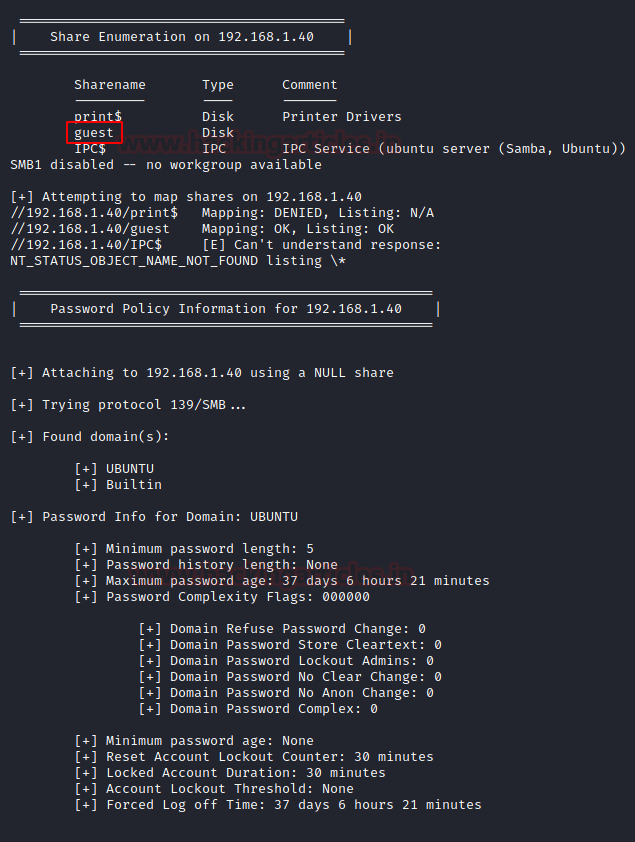 Share Enumeration on 192.168.1.40
Sharename Type Comment
print$ Disk Printer Drivers
guest Disk
IPC$ IPC IPC Service (ubuntu server (Samba, Ubuntu))
SMB1 disabled -- no workgroup available
[+] Attempting to map shares on 192.168.1.40
//192.168.1.40/print$ Mapping: DENIED, Listing: N/A
//192.168.1.40/guest Mapping: OK, Listing: OK
//192.168.1.40/IPC$ [E] Can't understand response:
NT_STATUS_OBJECT_NAME_NOT_FOUND listing \*
Password Policy Information for 192.168.1.40
[+] Attaching to 192.168.1.40 using a NULL share
[+] Trying protocol 139/SMB...
[+] Found domain(s):
[+] UBUNTU
[+] Builtin
[+] Password Info for Domain: UBUNTU
[+] Minimum password length: 5
[+] Password history length: None
[+] Maximum password age: 37 days 6 hours 21 minutes
[+] Password Complexity Flags: 000000
[+] Domain Refuse Password Change: 0
[+] Domain Password Store Cleartext: 0
[+] Domain Password Lockout Admins: 0
[+] Domain Password No Clear Change: 0
[+] Domain Password No Anon Change: 0
[+] Domain Password Complex: 0
[+] Minimum password age: None
[+] Reset Account Lockout Counter: 30 minutes
[+] Locked Account Duration: 30 minutes
[+] Account Lockout Threshold: None
[+] Forced Log off Time: 37 days 6 hours 21 minutes